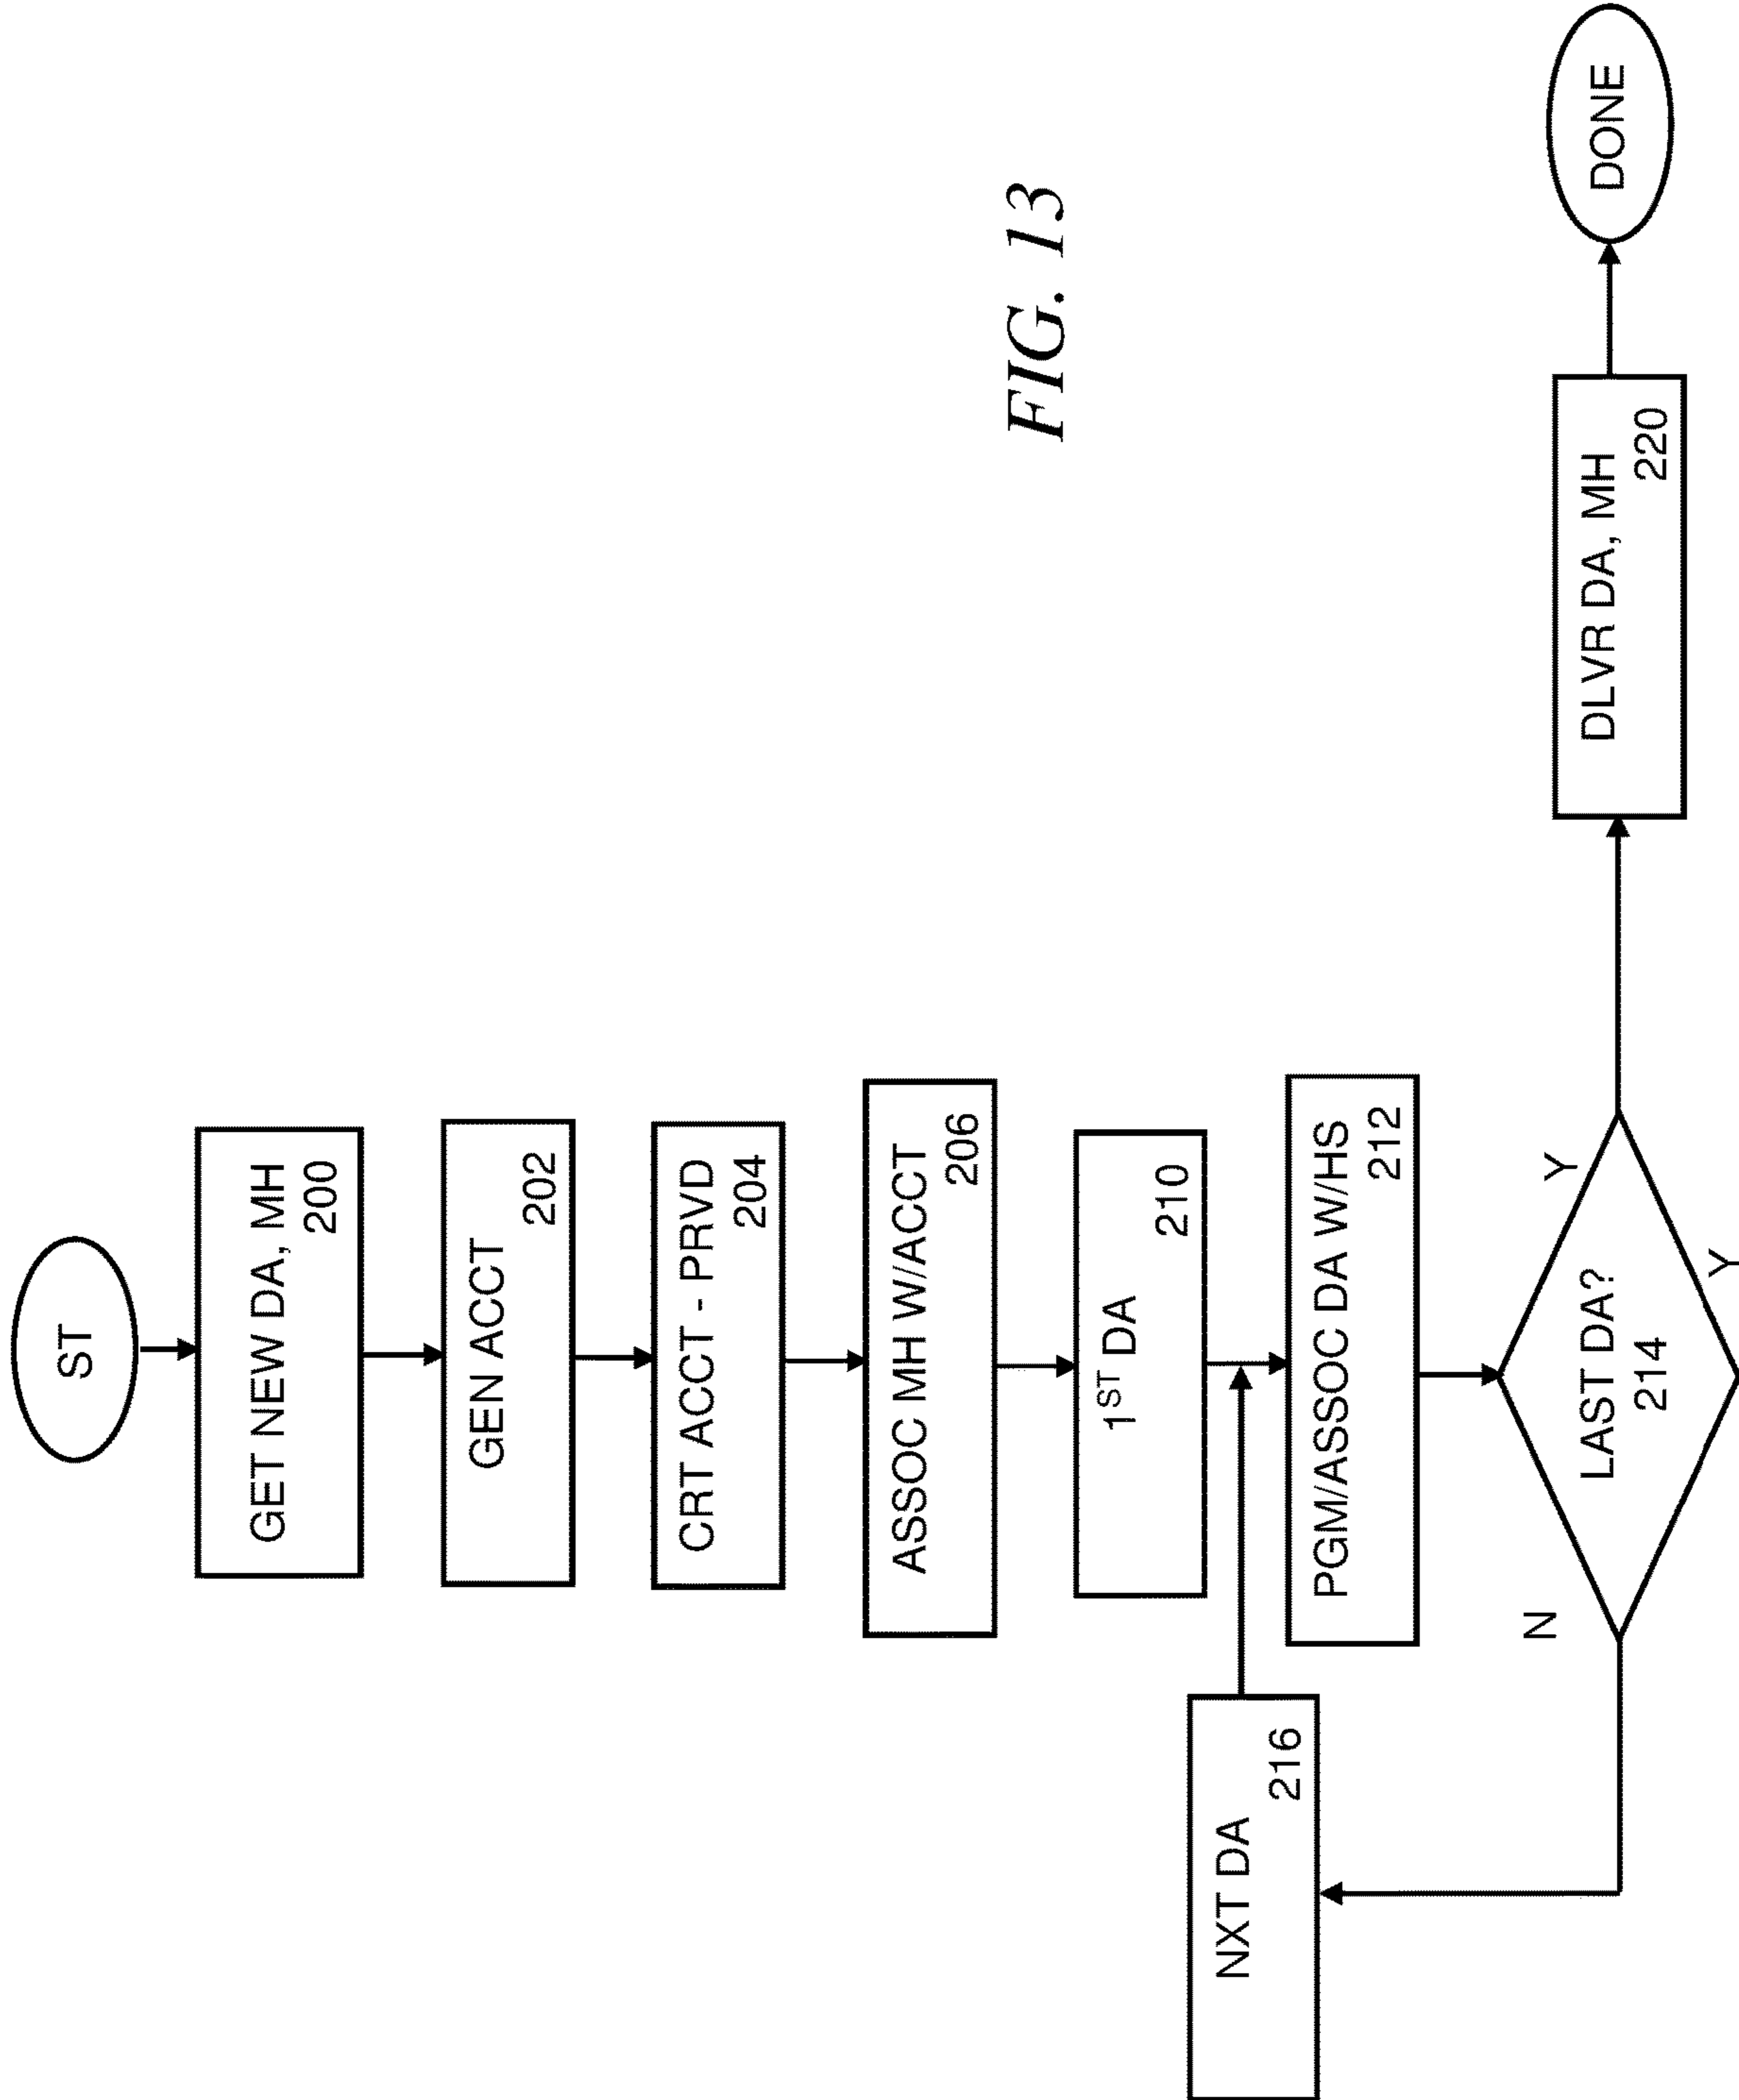 ST
GET NEW DA, MH
200
GEN ACCT
202
CRT ACCT - PRVD
204
ASSOC MH W/ACCT
206
1ST DA
210
PGM/ASSOC DA W/HS
212
NXT DA
216
LAST DA?
214
N
Y
Y
DLVR DA, MH
220
DONE
FIG. 13